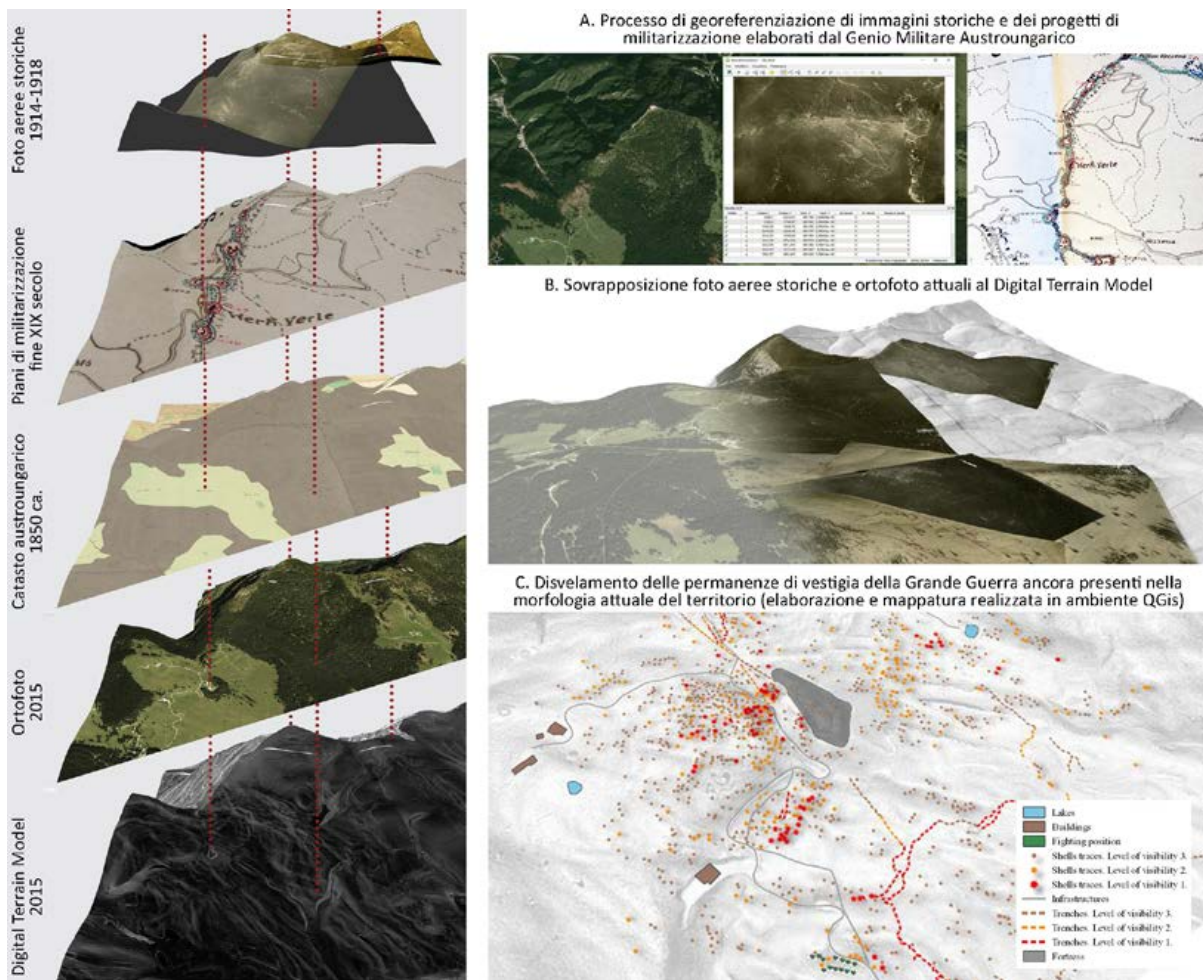 Foto aeree storiche
1914-1918
Piani di militarizzazione
fine XIX secolo
Catasto austroungarico
1850 ca.
Ortofoto
2015
Digital Terrain Model
2015
A. Processo di georeferenziazione di immagini storiche e dei progetti di
militarizzazione elaborati dal Genio Militare Austroungarico
Werk.Verle
Werk.Verle
B. Sovrapposizione foto aeree storiche e ortofoto attuali al Digital Terrain Model
C. Disvelamento delle permanenze di vestigia della Grande Guerra ancora presenti nella
morfologia attuale del territorio (elaborazione e mappatura realizzata in ambiente QGis)
Lakes
Buildings
Fighting position
Shells traces. Level of visibility 3.
Shells traces. Level of visibility 2.
Shells traces. Level of visibility 1.
Infrastructures
Trenches. Level of visibility 3.
Trenches. Level of visibility 2.
Trenches. Level of visibility 1.
Fortress